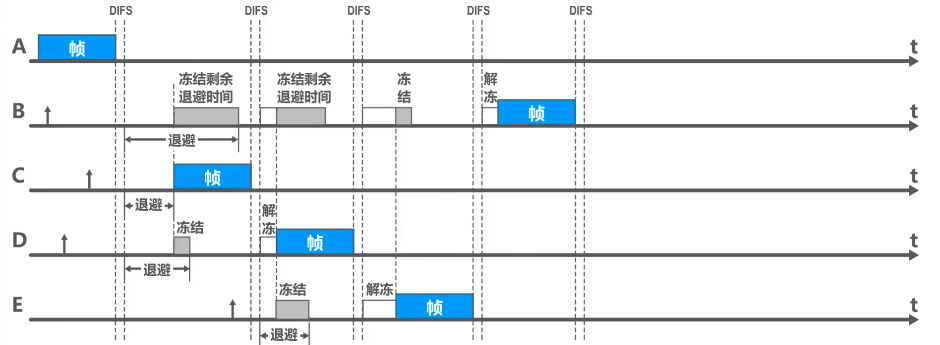 DIFS DIFS DIFS DIFS DIFS
A 帧 t
冻结剩余 冻结剩余 冻 解
退避时间 退避时间 结 冻
B 帧 t
退避
C 帧 t
退避 解
冻结 冻
D 帧 t
退避
冻结 解冻
E 帧 t
退避